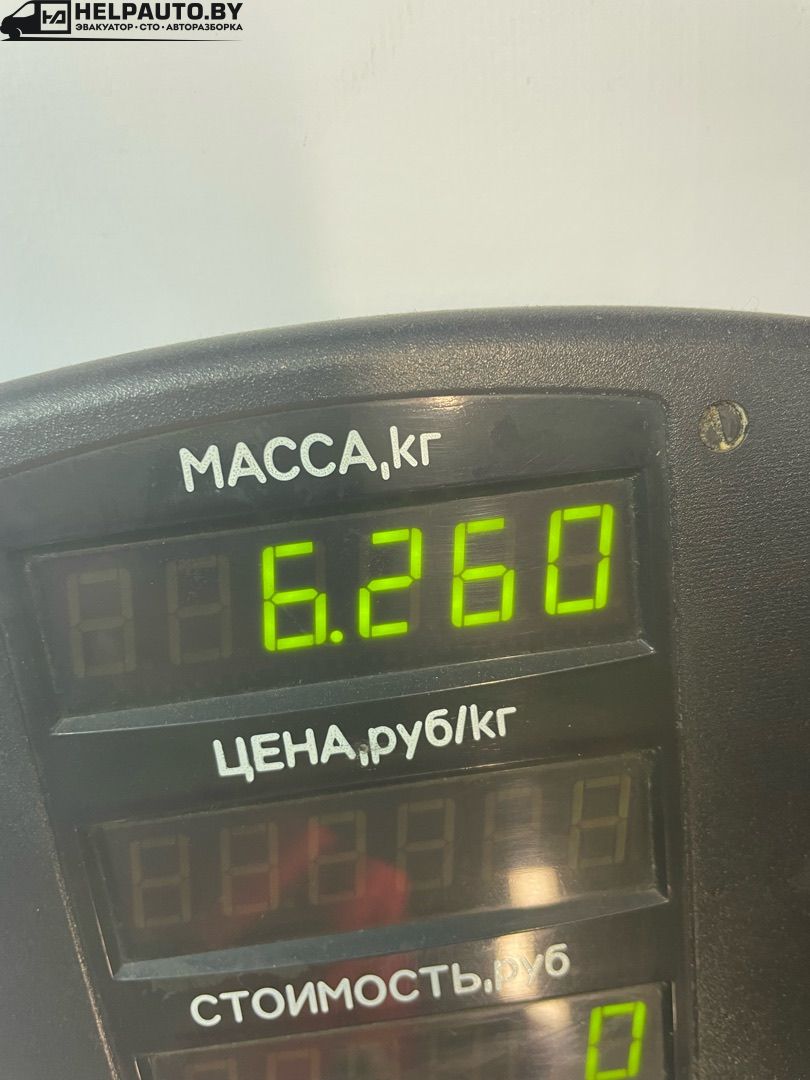 HELPAUTO.BY
ЭВАКУАТОР • СТО • АВТОРАЗБОРКА
МАССА,кг
6.260
ЦЕНА,руб/кг
СТОИМОСТЬ,руб
0